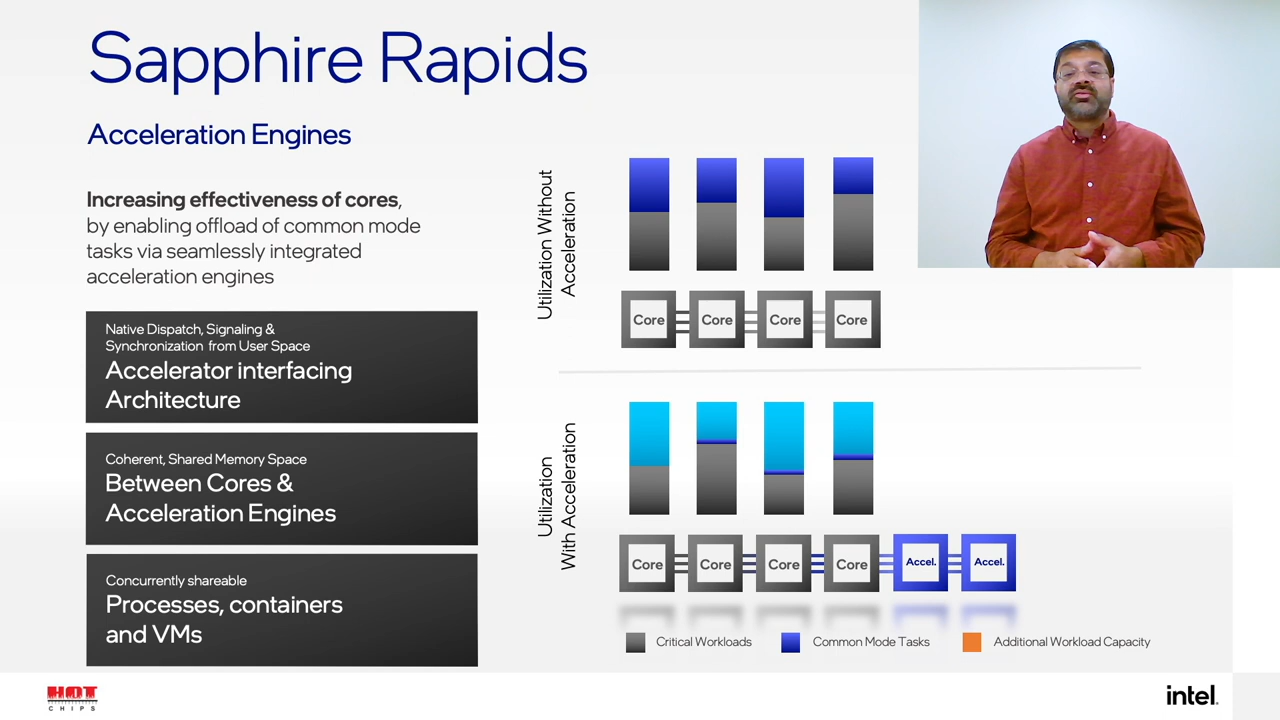 Sapphire Rapids
Acceleration Engines
Increasing effectiveness of cores,
by enabling offload of common mode
tasks via seamlessly integrated
acceleration engines
Native Dispatch, Signaling &
Synchronization from User Space
Accelerator interfacing
Architecture
Coherent, Shared Memory Space
Between Cores &
Acceleration Engines
Concurrently shareable
Processes, containers
and VMs
Utilization Without
Acceleration
Core Core Core Core
Utilization
With Acceleration
Core Core Core Core Accel. Accel.
Critical Workloads Common Mode Tasks Additional Workload Capacity
HOT
CHIPS
intel.